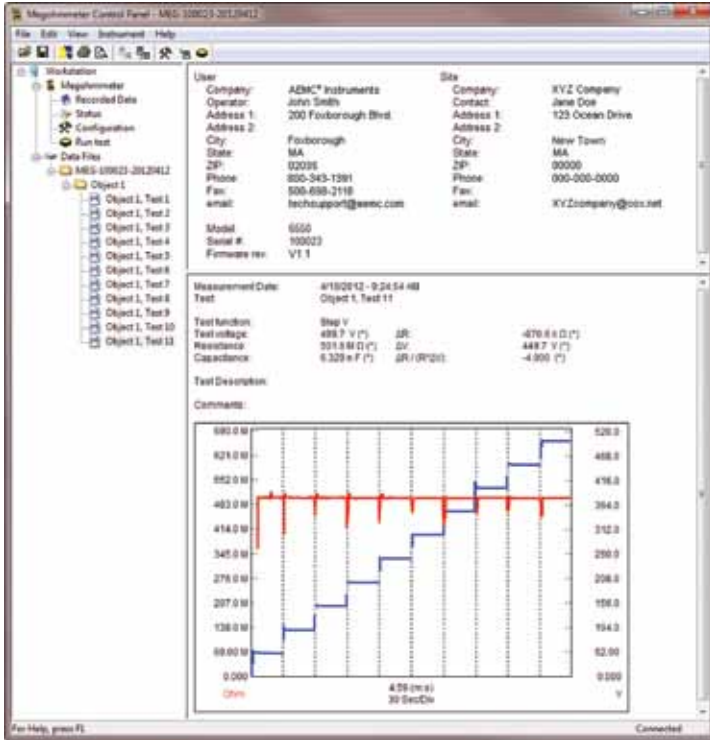 Megohmmeter Control Panel - MEG-100023-20120412
File Edit View Instrument Help
Workstation
Megohmmeter
Recorded Data
Status
Configuration
Run test
Data Files
MEG-100023-20120412
Object 1
Object 1, Test 1
Object 1, Test 2
Object 1, Test 3
Object 1, Test 4
Object 1, Test 5
Object 1, Test 6
Object 1, Test 7
Object 1, Test 8
Object 1, Test 9
Object 1, Test 10
Object 1, Test 11
User
Company: AEMC® Instruments
Operator: John Smith
Address 1: 200 Foxborough Blvd.
Address 2:
City: Foxborough
State: MA
ZIP: 02035
Phone: 800-343-1391
Fax: 508-698-2118
email: techsupport@aemc.com
Model: 6550
Serial #: 100023
Firmware rev: V1.1
Site
Company: XYZ Company
Contact: Jane Doe
Address 1: 123 Ocean Drive
Address 2:
City: New Town
State: MA
ZIP: 00000
Phone: 000-000-0000
Fax:
email: XYZcompany@cox.net
Measurement Date: 4/10/2012 - 9:24:54 AM
Test: Object 1, Test 11
Test function: Step V
Test voltage: 499.7 V (*) ΔR:
Resistance: ΔV: 449.7 V (*)
Capacitance: 6.329 n F (*) ΔR / (R*ΔV): -4.000 (*)
Test Description:
Comments:
690.0 M 520.0
621.0 M 468.0
552.0 M 416.0
483.0 M 364.0
414.0 M 312.0
345.0 M 260.0
276.0 M 208.0
207.0 M 156.0
138.0 M 104.0
69.00 M 52.00
0.000 0.000
Ohm 4:59 (m:s) V
30 Sec/Div
For Help, press F1 Connected